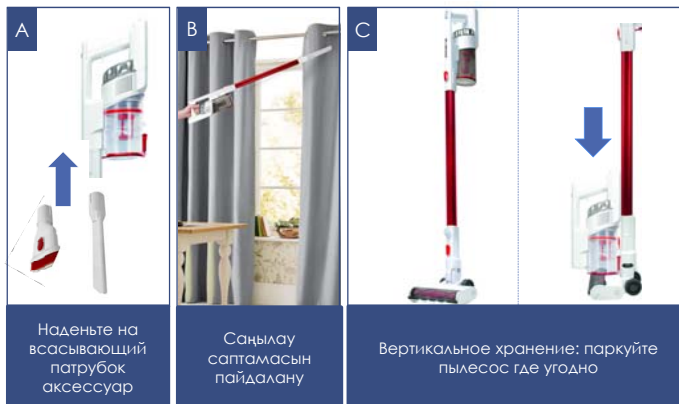 A
B
C
Наденьте на
всасывающий
патрубок
аксессуар
Саңылау
саптамасын
пайдалану
Вертикальное хранение: паркуйте
пылесос где угодно